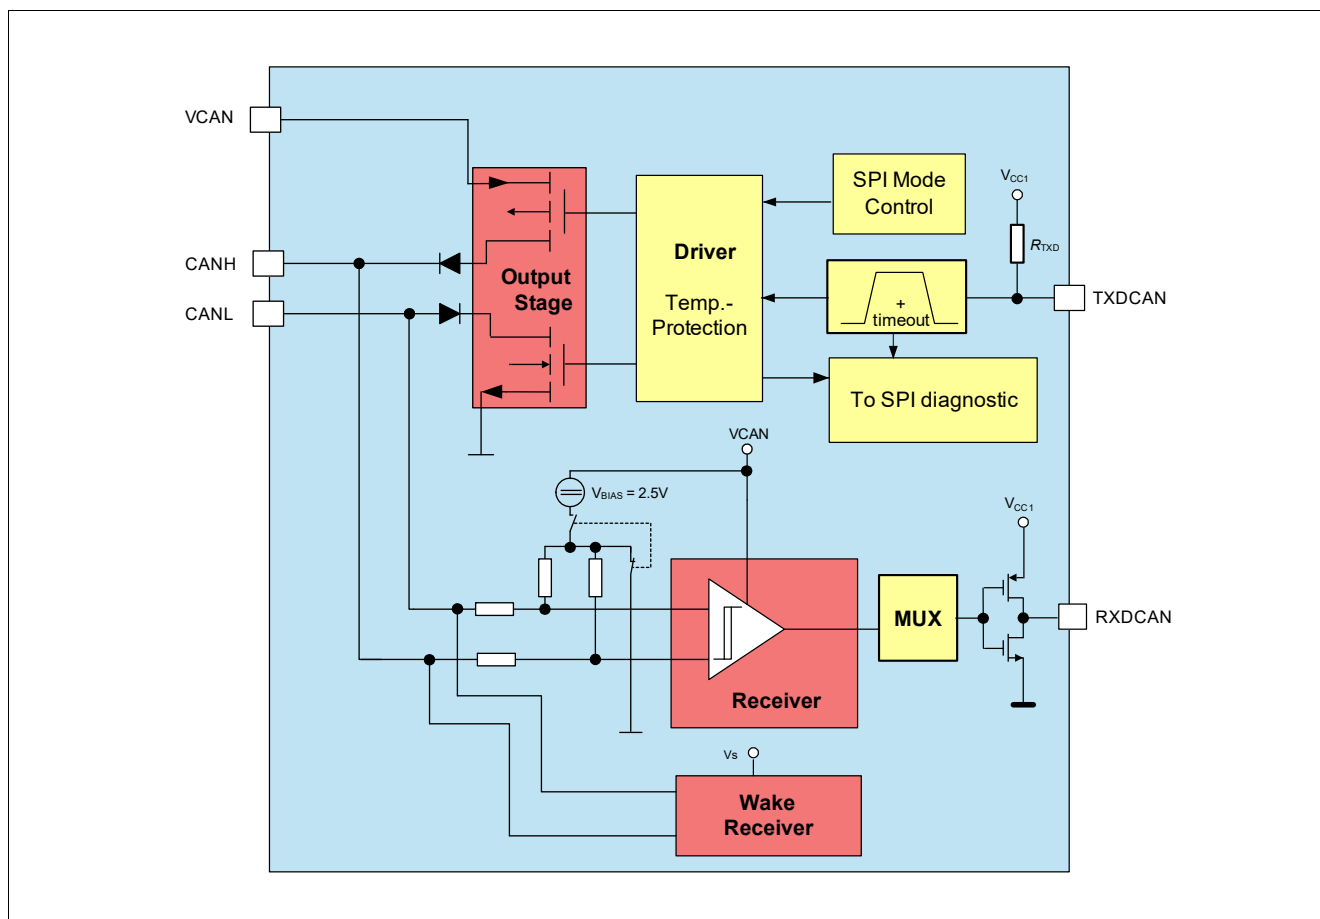 VCAN
SPI Mode
Control
VCC1
RTXD
Driver
CANH
Output
Stage
CANL
Temp.-
Protection
+
timeout
TXDCAN
To SPI diagnostic
VCAN
VBIAS = 2.5V
VCC1
MUX
RXDCAN
Receiver
Vs
Wake
Receiver